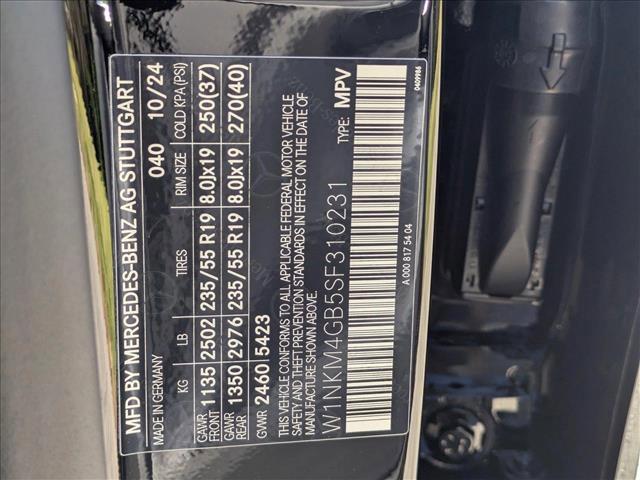 MFD BY MERCEDES-BENZ AG STUTTGART
MADE IN GERMANY 040 10/24
KG LB TIRES RIM SIZE COLD KPA (PSI)
GAWR FRONT 1135 2502 235/55 R19 8.0Jx19 250(37)
GAWR REAR 1350 2976 235/55 R19 8.0Jx19 270(40)
GVWR 2460 5423
THIS VEHICLE CONFORMS TO ALL APPLICABLE FEDERAL MOTOR VEHICLE
SAFETY AND THEFT PREVENTION STANDARDS IN EFFECT ON THE DATE OF
MANUFACTURE SHOWN ABOVE.
W1NKM4GB5SF310231 TYPE: MPV
A 000 817 54 04 0409986
H